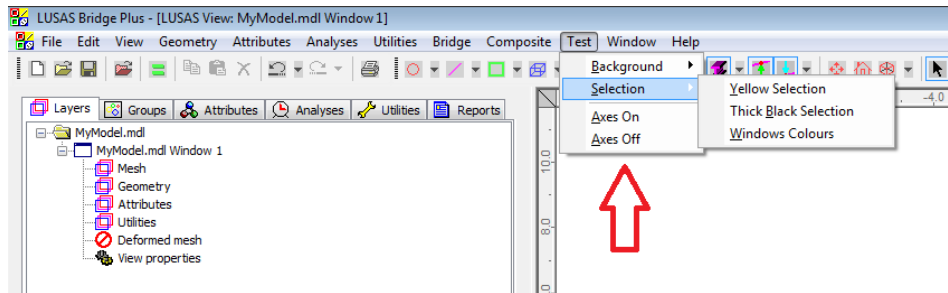 LUSAS Bridge Plus - [LUSAS View: MyModel.mdl Window 1]
File Edit View Geometry Attributes Analyses Utilities Bridge Composite Test Window Help
Background
Selection
Axes On
Axes Off
Yellow Selection
Thick Black Selection
Windows Colours
Layers Groups Attributes Analyses Utilities Reports
MyModel.mdl
MyModel.mdl Window 1
Mesh
Geometry
Attributes
Utilities
Deformed mesh
View properties
-4.0
10.0
8.0